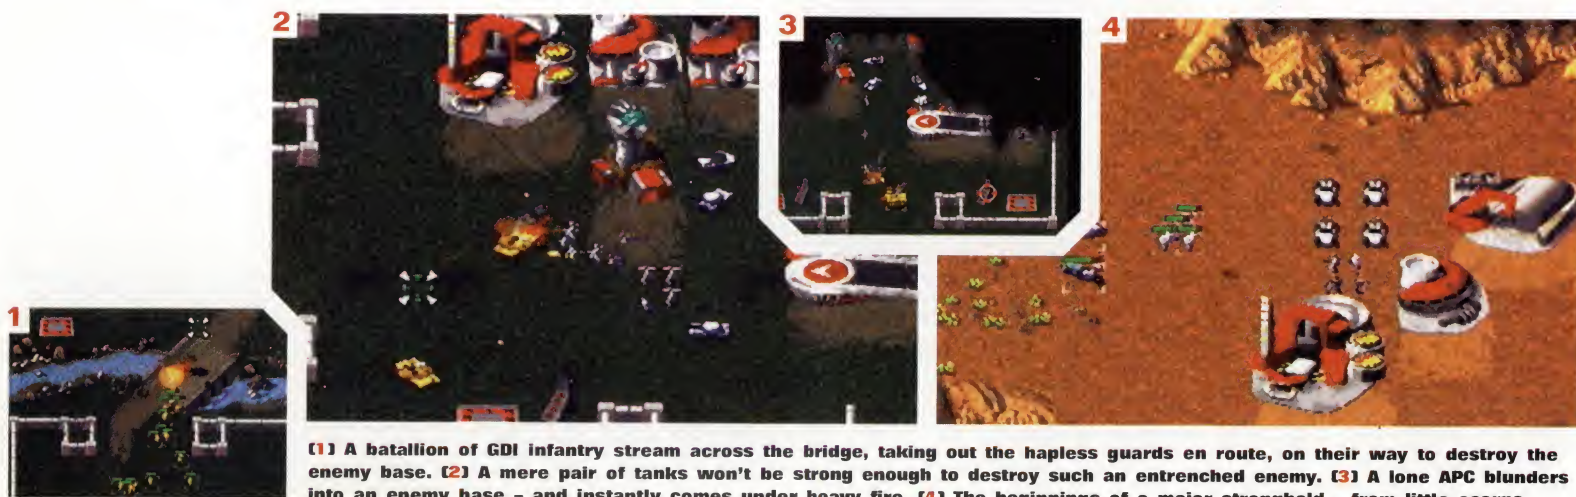 2
3
4
1
(1) A batallion of GDI infantry stream across the bridge, taking out the hapless guards en route, on their way to destroy the
enemy base. (2) A mere pair of tanks won't be strong enough to destroy such an entrenched enemy. (3) A lone APC blunders
into an enemy base – and instantly comes under heavy fire. (4) The beginnings of a major stronghold – from little